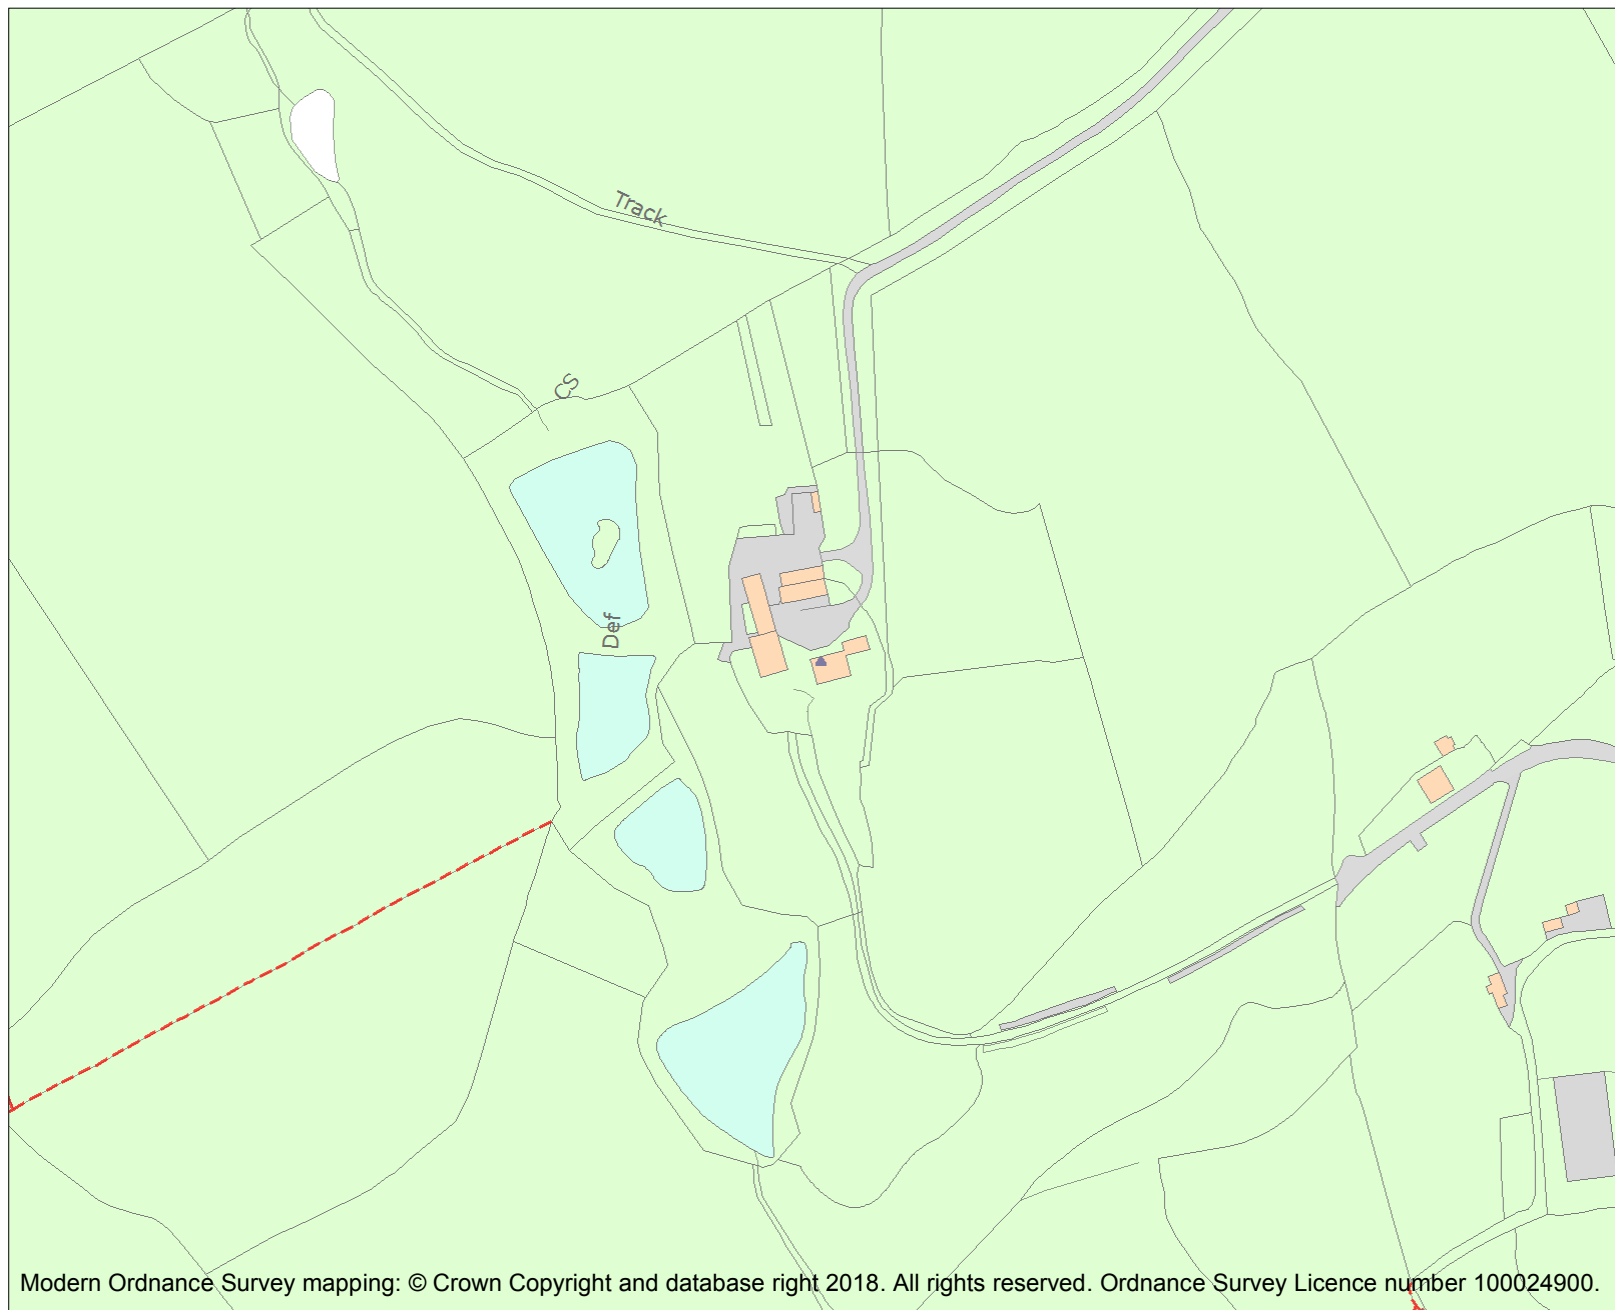 Track
CS
Def
Modern Ordnance Survey mapping: © Crown Copyright and database right 2018. All rights reserved. Ordnance Survey Licence number 100024900.